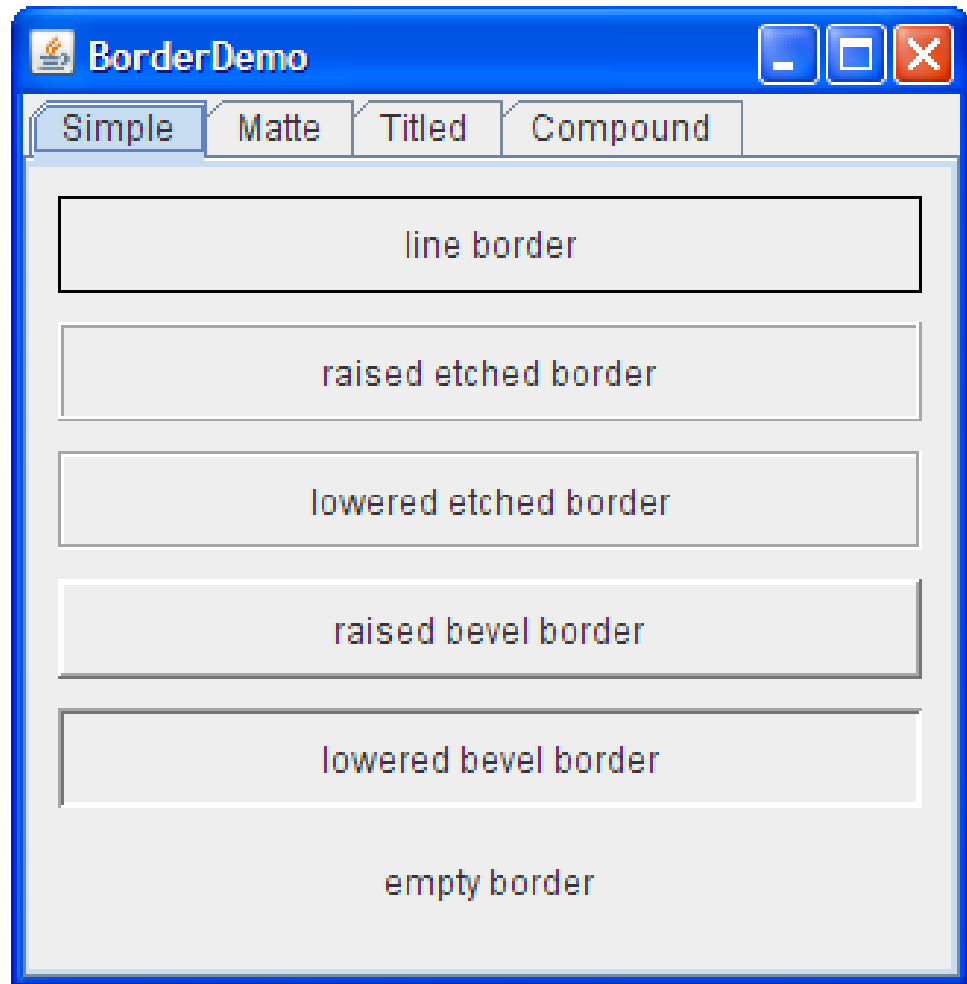 BorderDemo
Simple Matte Titled Compound
line border
raised etched border
lowered etched border
raised bevel border
lowered bevel border
empty border